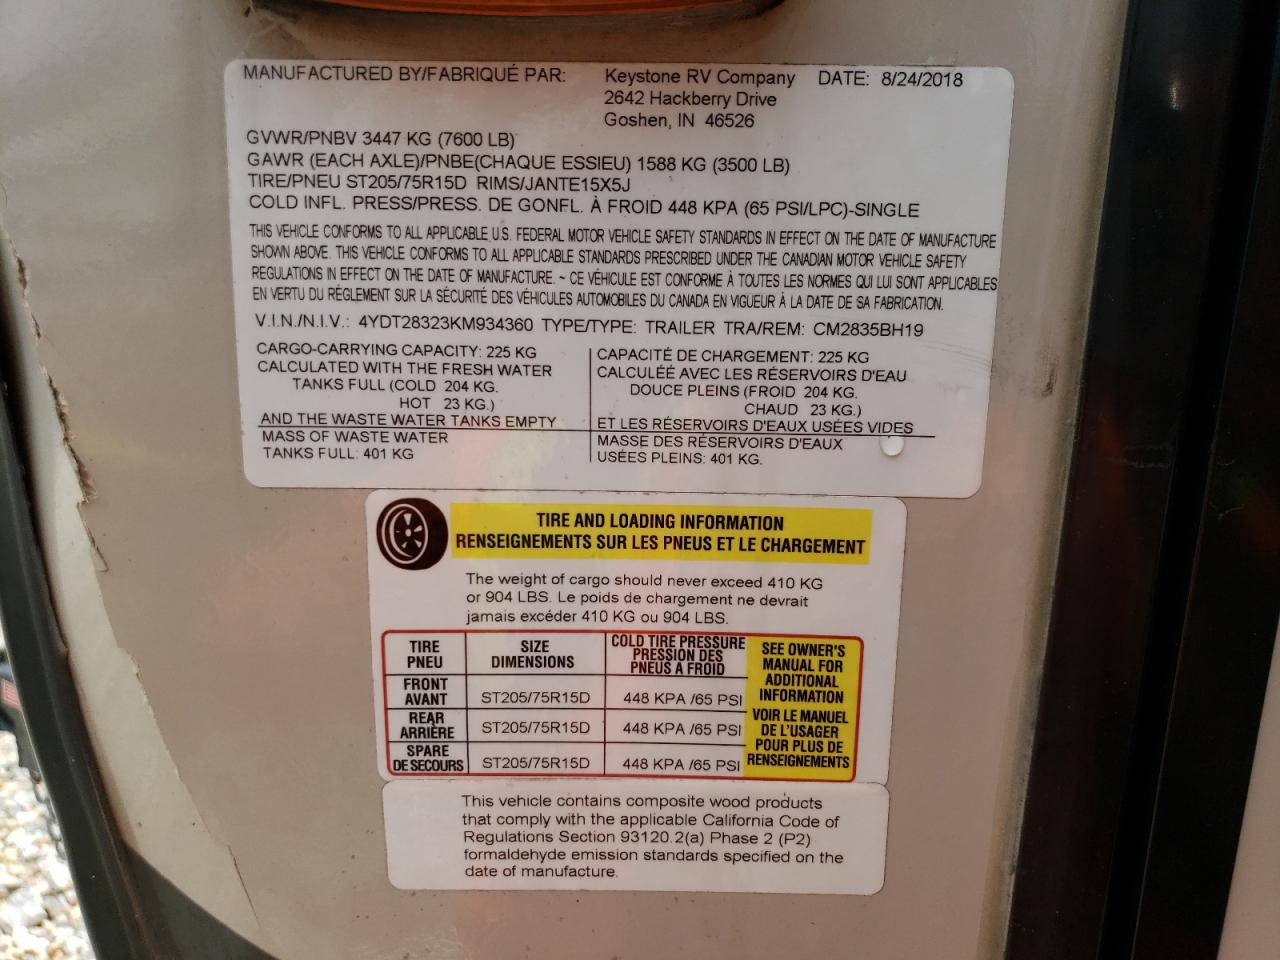 MANUFACTURED BY/FABRIQUÉ PAR: Keystone RV Company DATE: 8/24/2018
2642 Hackberry Drive
Goshen, IN 46526
GVWR/PNBV 3447 KG (7600 LB)
GAWR (EACH AXLE)/PNBE(CHAQUE ESSIEU) 1588 KG (3500 LB)
TIRE/PNEU ST205/75R15D RIMS/JANTE15X5J
COLD INFL. PRESS/PRESS. DE GONFL. À FROID 448 KPA (65 PSI/LPC)-SINGLE
THIS VEHICLE CONFORMS TO ALL APPLICABLE U.S. FEDERAL MOTOR VEHICLE SAFETY STANDARDS IN EFFECT ON THE DATE OF MANUFACTURE
SHOWN ABOVE. THIS VEHICLE CONFORMS TO ALL APPLICABLE STANDARDS PRESCRIBED UNDER THE CANADIAN MOTOR VEHICLE SAFETY
REGULATIONS IN EFFECT ON THE DATE OF MANUFACTURE. ~ CE VÉHICULE EST CONFORME À TOUTES LES NORMES QUI LUI SONT APPLICABLES
EN VERTU DU RÈGLEMENT SUR LA SÉCURITÉ DES VÉHICULES AUTOMOBILES DU CANADA EN VIGUEUR À LA DATE DE SA FABRICATION.
V.I.N./N.I.V.: 4YDT28323KM934360 TYPE/TYPE: TRAILER TRA/REM: CM2835BH19
CARGO-CARRYING CAPACITY: 225 KG
CALCULATED WITH THE FRESH WATER
TANKS FULL (COLD 204 KG.
HOT 23 KG.)
AND THE WASTE WATER TANKS EMPTY
MASS OF WASTE WATER
TANKS FULL: 401 KG
CAPACITÉ DE CHARGEMENT: 225 KG
CALCULÉE AVEC LES RÉSERVOIRS D'EAU
DOUCE PLEINS (FROID 204 KG.
CHAUD 23 KG.)
ET LES RÉSERVOIRS D'EAUX USÉES VIDES
MASSE DES RÉSERVOIRS D'EAUX
USÉES PLEINS: 401 KG.
TIRE AND LOADING INFORMATION
RENSEIGNEMENTS SUR LES PNEUS ET LE CHARGEMENT
The weight of cargo should never exceed 410 KG
or 904 LBS. Le poids de chargement ne devrait
jamais excéder 410 KG ou 904 LBS.
TIRE
PNEU
SIZE
DIMENSIONS
COLD TIRE PRESSURE
PRESSION DES
PNEUS A FROID
FRONT
AVANT
ST205/75R15D 448 KPA /65 PSI
REAR
ARRIÈRE
ST205/75R15D 448 KPA /65 PSI
SPARE
DE SECOURS
ST205/75R15D 448 KPA /65 PSI
SEE OWNER'S
MANUAL FOR
ADDITIONAL
INFORMATION
VOIR LE MANUEL
DE L'USAGER
POUR PLUS DE
RENSEIGNEMENTS
This vehicle contains composite wood products
that comply with the applicable California Code of
Regulations Section 93120.2(a) Phase 2 (P2)
formaldehyde emission standards specified on the
date of manufacture.